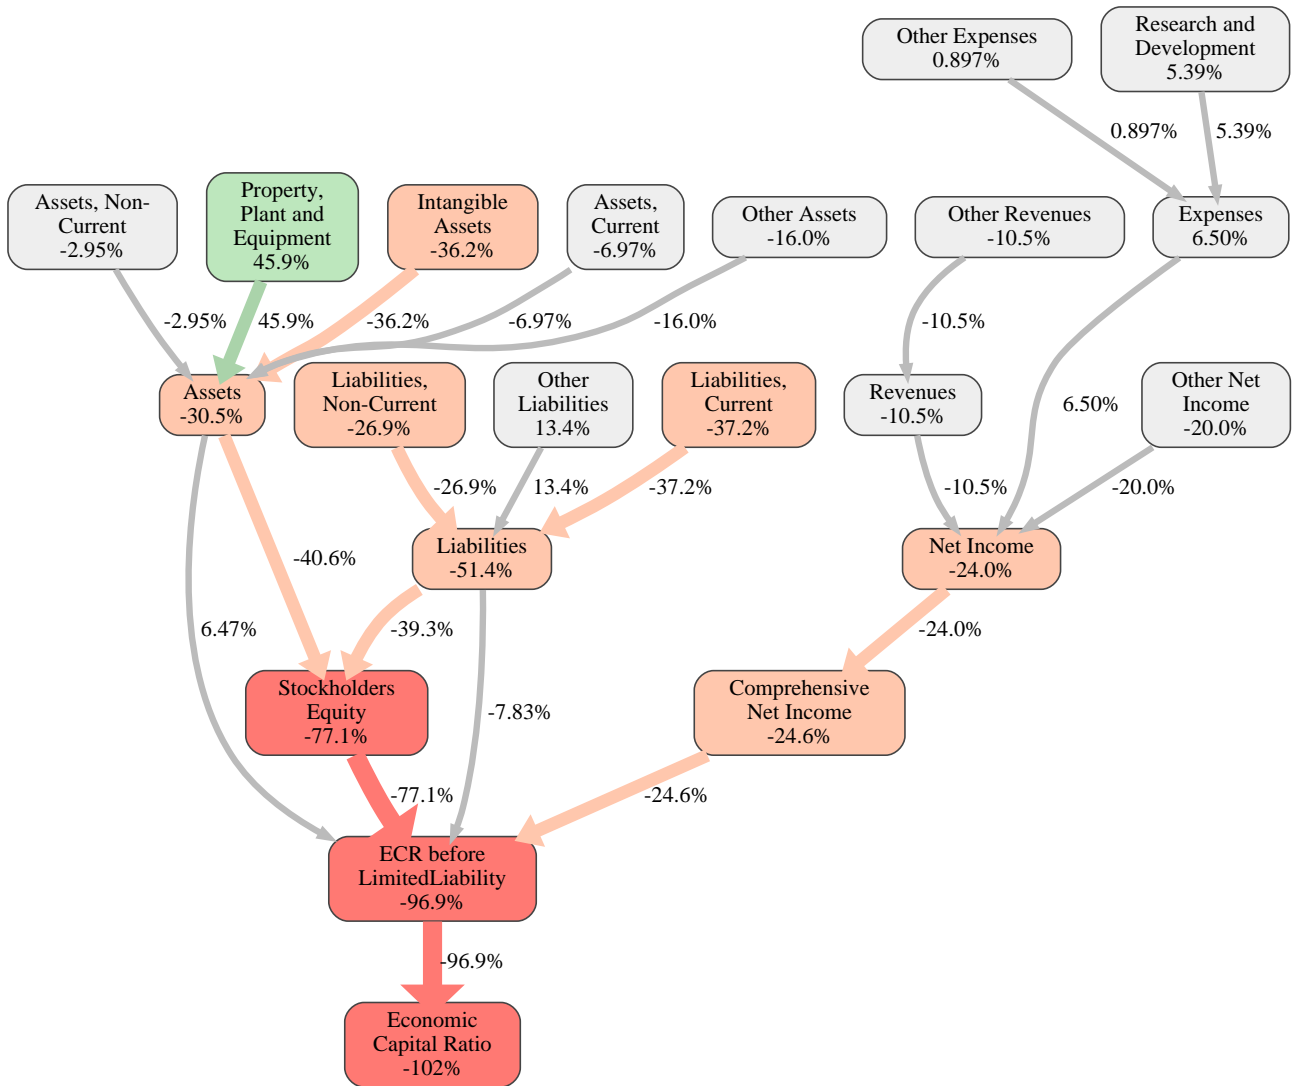 Other Expenses
0.897%
Research and
Development
5.39%
0.897%
5.39%
Assets, Non-
Current
-2.95%
Property,
Plant and
Equipment
45.9%
Intangible
Assets
-36.2%
Assets,
Current
-6.97%
Other Assets
-16.0%
Other Revenues
-10.5%
Expenses
6.50%
-2.95%
45.9%
-36.2%
-6.97%
-16.0%
-10.5%
Assets
-30.5%
Liabilities,
Non-Current
-26.9%
Other
Liabilities
13.4%
Liabilities,
Current
-37.2%
Revenues
-10.5%
6.50%
Other Net
Income
-20.0%
-26.9%
13.4%
-37.2%
-10.5%
-20.0%
-40.6%
Liabilities
-51.4%
Net Income
-24.0%
6.47%
-39.3%
-24.0%
Stockholders
Equity
-77.1%
-7.83%
Comprehensive
Net Income
-24.6%
-77.1%
-24.6%
ECR before
LimitedLiability
-96.9%
-96.9%
Economic
Capital Ratio
-102%